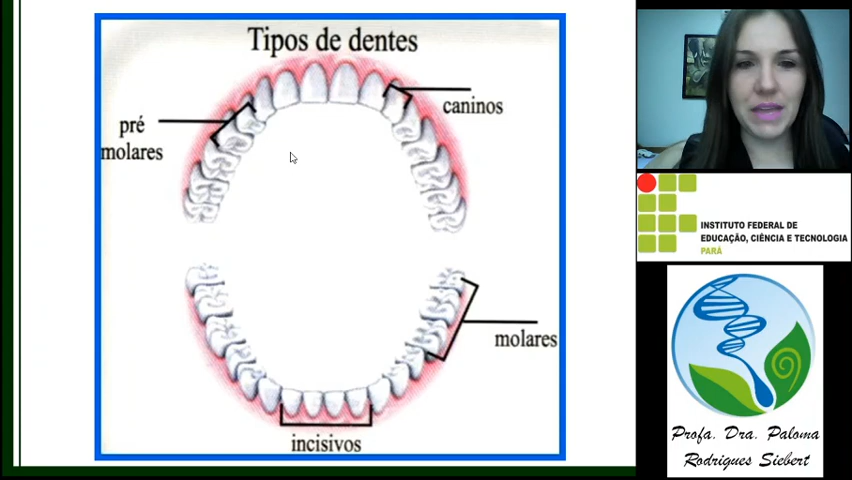 Tipos de dentes
caninos
pré
molares
molares
incisivos
INSTITUTO FEDERAL DE
EDUCAÇÃO, CIÊNCIA E TECNOLOGIA
PARÁ
Profa. Dra. Paloma
Rodrigues Siebert